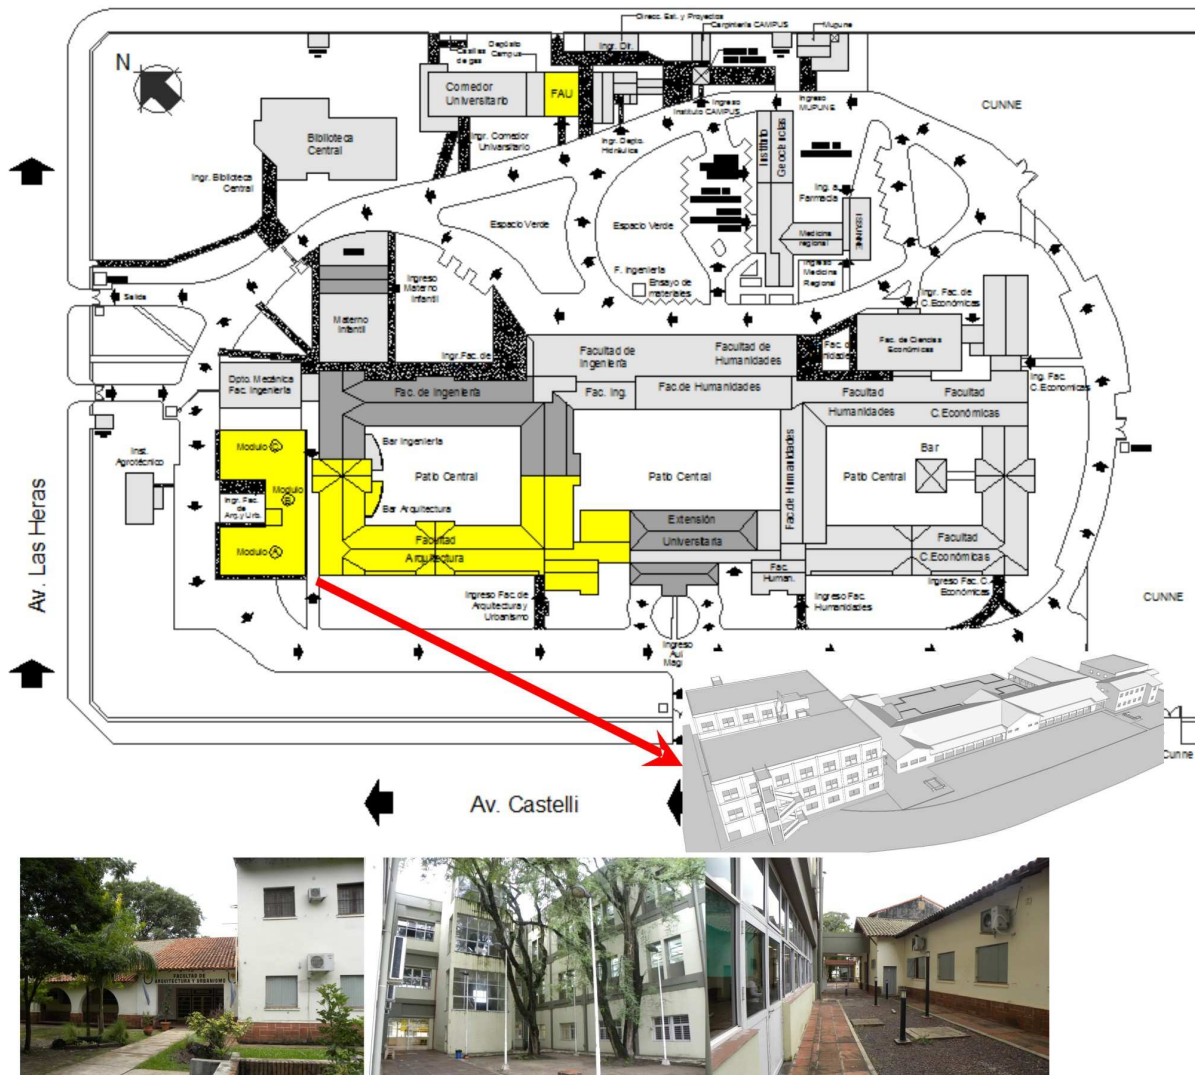 Direcc. Est. y Proyectos
Carpintería CAMPUS
Mupune
Ingr. Dir.
Depósito
Campus
Casillas
de gas
N
Comedor
Universitario
FAU
Ingreso
Instituto CAMPUS
Ingreso
MUPUNE
CUNNE
Biblioteca
Central
Ingr. Comedor
Universitario
Ingr. Depto.
Hidráulica
Instituto
Geociencias
Ingr. Biblioteca
Central
Ing. a
Farmacia
Espacio Verde
Espacio Verde
Medicina
regional
Ingreso
Materno
Infantil
F. Ingeniería
Ensayo de
materiales
Ingreso
Medicina
Regional
Ingr. Fac. de
C.Económicas
Salida
Materno
Infantil
Ingr.Fac. de
Facultad de
Ingeniería
Facultad de
Humanidades
Fac. de Ciencias
Económicas
Ing. Fac.
C.Economicas
Dpto. Mecánica
Fac. Ingeniería
Fac. de Ingeniería
Fac. Ing.
Fac.de Humanidades
Facultad
Humanidades
Facultad
C.Económicas
Inst.
Agrotécnico
Modulo C
Modulo
B
Ingr. Fac.
de
Arq.y Urb.
Modulo A
Bar Ingeniería
Patio Central
Bar Arquitectura
Patio Central
Fac.de Humanidades
Bar
Patio Central
Facultad
Arquitectura
Extensión
Universitaria
Facultad
C.Económicas
Fac.
Human.
Ingreso Fac. de
Arquitectura y
Urbanismo
Ingreso Fac.
Humanidades
Ingreso Fac. C.
Económicas
CUNNE
Ingreso
Aul
Mag
Av. Las Heras
Cunne
Av. Castelli
FACULTAD DE
ARQUITECTURA Y URBANISMO